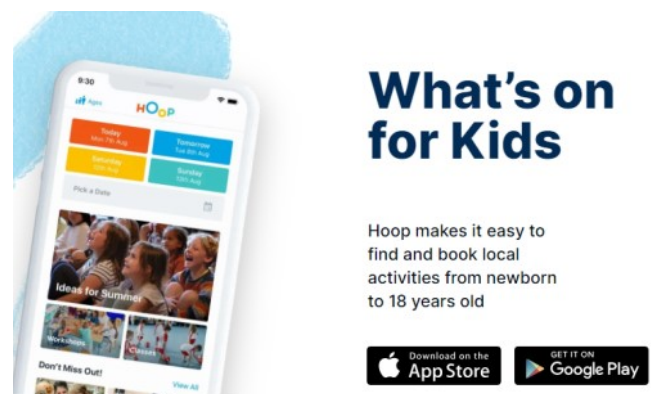 9:30
Ages
HOOP
Today
Mon 7th Aug
Tomorrow
Tue 8th Aug
Saturday
12th Aug
Sunday
13th Aug
Pick a Date
Ideas for Summer
Workshops
Classes
Don't Miss Out!
View All
What's on
for Kids
Hoop makes it easy to
find and book local
activities from newborn
to 18 years old
Download on the
App Store
GET IT ON
Google Play